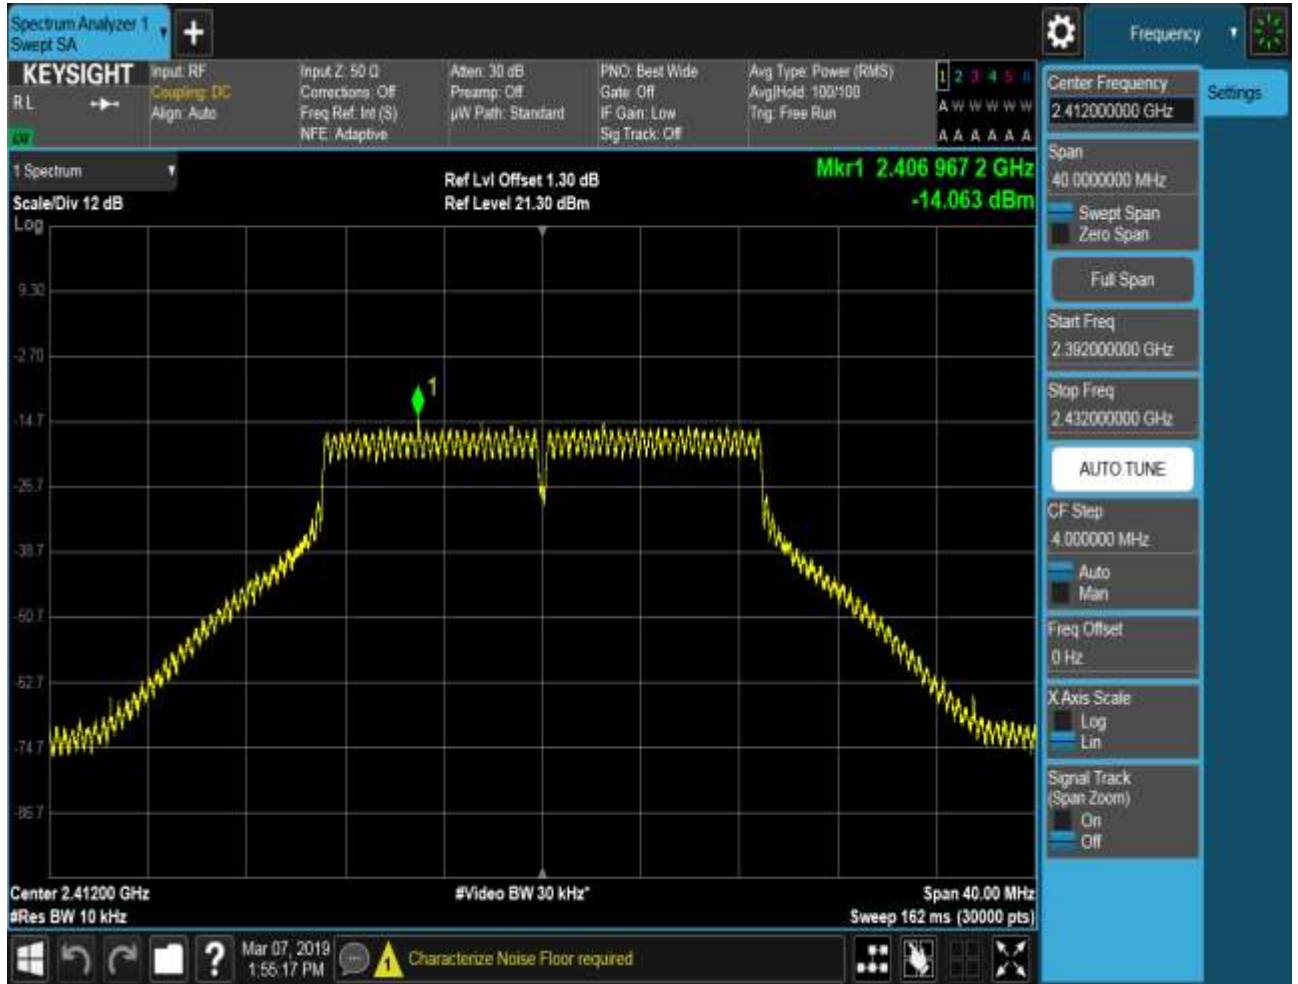 Spectrum Analyzer 1
Swept SA
+
Frequency
KEYSIGHT
RL
Input: RF
Coupling: DC
Align: Auto
Input Z: 50 Ω
Corrections: Off
Freq Ref: Int (S)
NFE: Adaptive
Atten: 30 dB
Preamp: Off
µW Path: Standard
PNO: Best Wide
Gate: Off
IF Gain: Low
Sig Track: Off
Avg Type: Power (RMS)
Avg|Hold: 100/100
Trig: Free Run
1 2 3 4 5 6
A W W W W W
A A A A A A
1 Spectrum
Scale/Div 12 dB
Log
Ref Lvl Offset 1.30 dB
Ref Level 21.30 dBm
Mkr1 2.406 967 2 GHz
-14.063 dBm
9.30
-2.70
-14.7
-26.7
-38.7
-50.7
-62.7
-74.7
-86.7
1
Center 2.41200 GHz
#Res BW 10 kHz
#Video BW 30 kHz*
Span 40.00 MHz
Sweep 162 ms (30000 pts)
Center Frequency
2.412000000 GHz
Settings
Span
40.0000000 MHz
Swept Span
Zero Span
Full Span
Start Freq
2.392000000 GHz
Stop Freq
2.432000000 GHz
AUTO TUNE
CF Step
4.000000 MHz
Auto
Man
Freq Offset
0 Hz
X Axis Scale
Log
Lin
Signal Track
(Span Zoom)
On
Off
?
Mar 07, 2019
1:55:17 PM
1
Characterize Noise Floor required